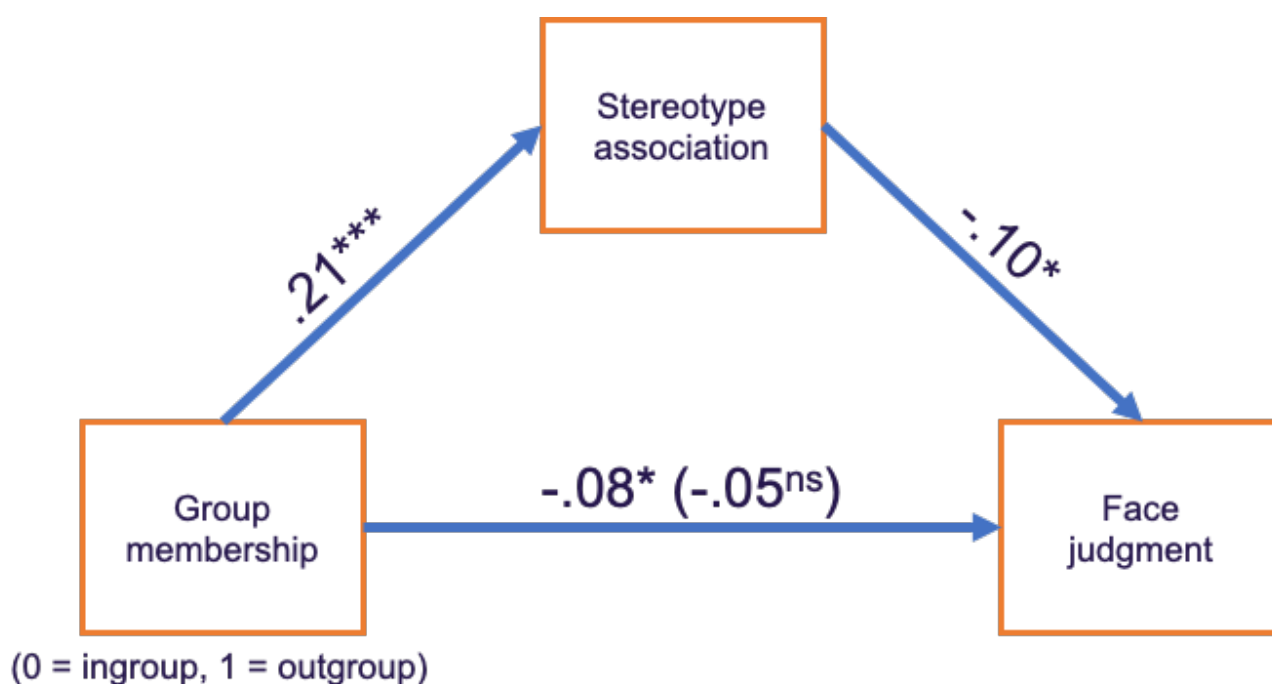 Stereotype
association
.21***
-.10*
-.08* (-.05ns)
Group
membership
Face
judgment
(0 = ingroup, 1 = outgroup)